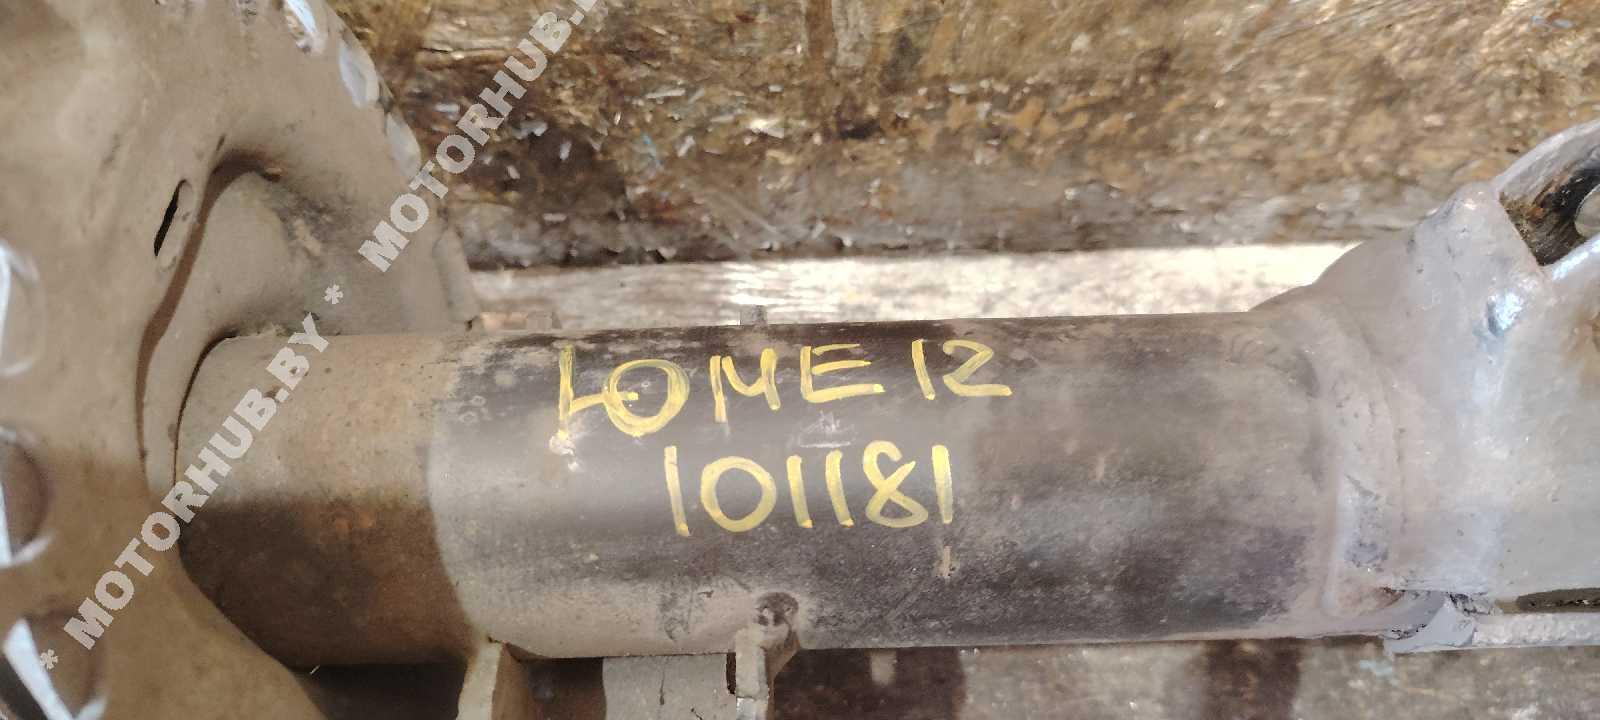 LOME12
101181
* MOTORHUB.BY * MOTORHUB.